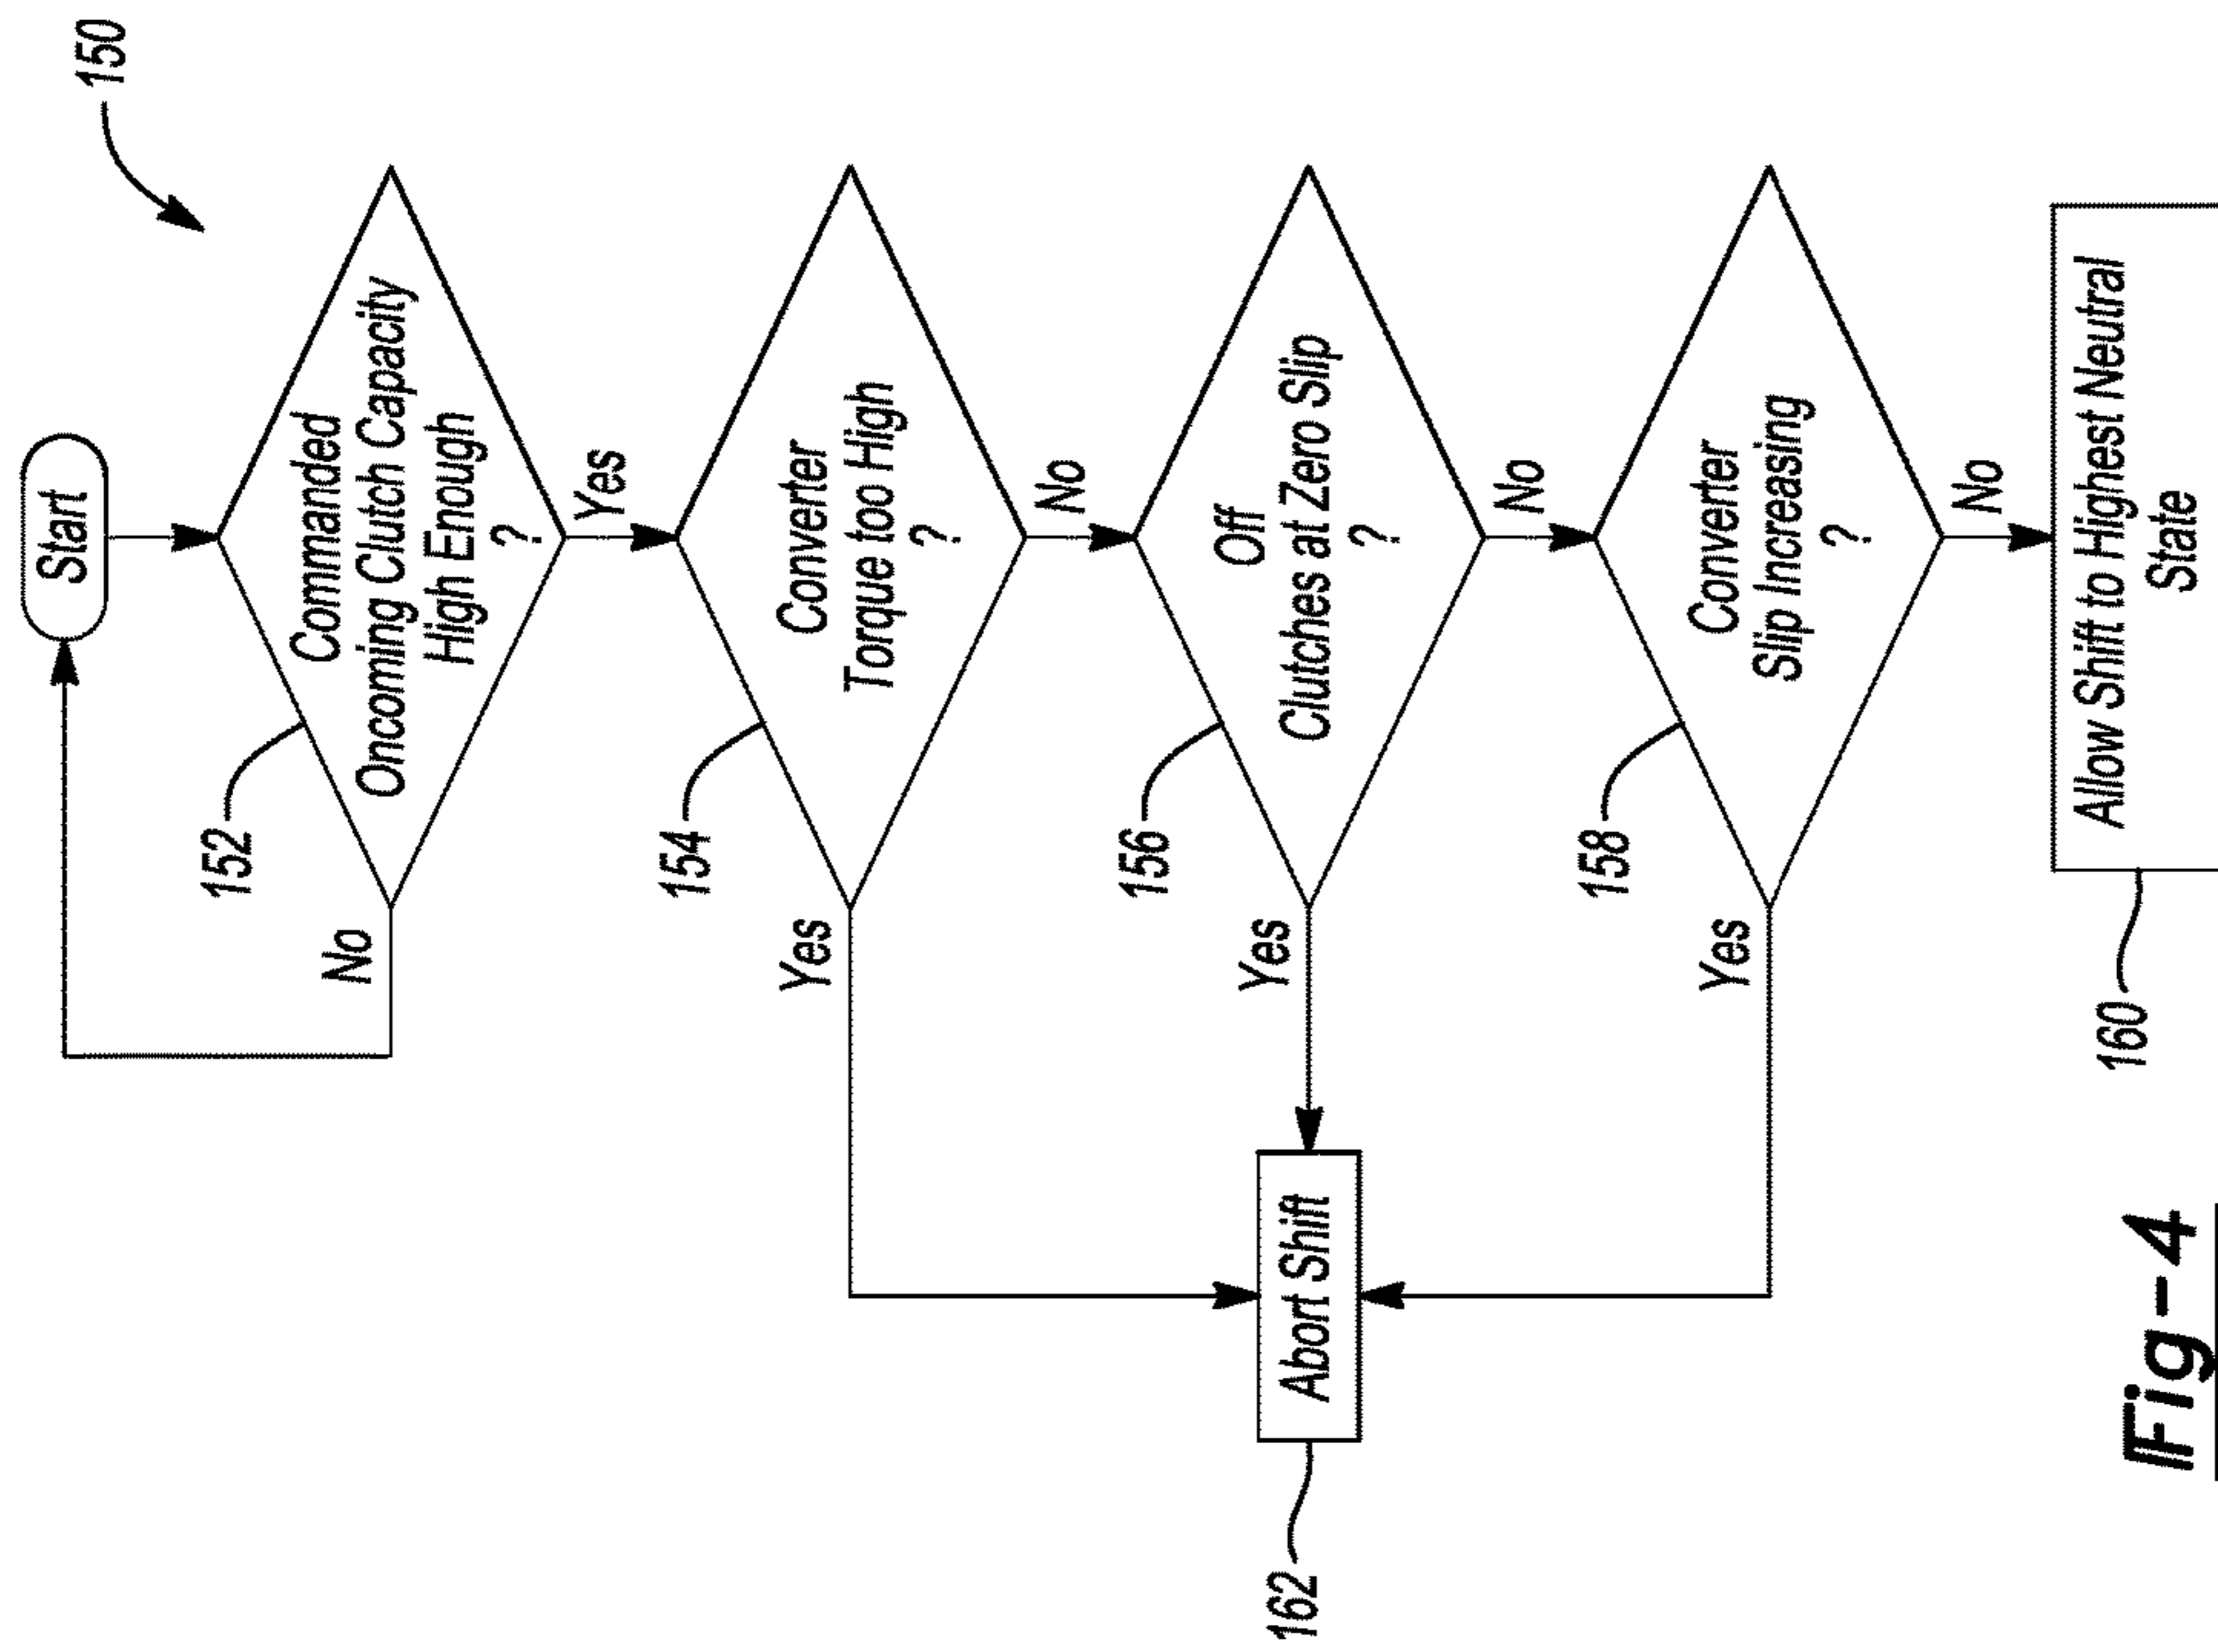 150
Start
152
Commanded
Oncoming Clutch Capacity
High Enough
?
No
Yes
154
Converter
Torque too High
?
Yes
No
156
Off
Clutches at Zero Slip
?
Yes
No
158
Converter
Slip Increasing
?
Yes
No
162
Abort Shift
160
Allow Shift to Highest Neutral
State
Fig-4